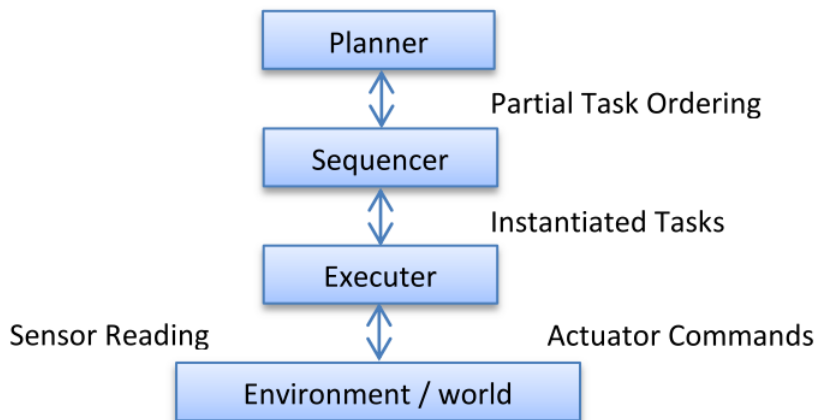 Planner
Partial Task Ordering
Sequencer
Instantiated Tasks
Executer
Sensor Reading
Actuator Commands
Environment / world